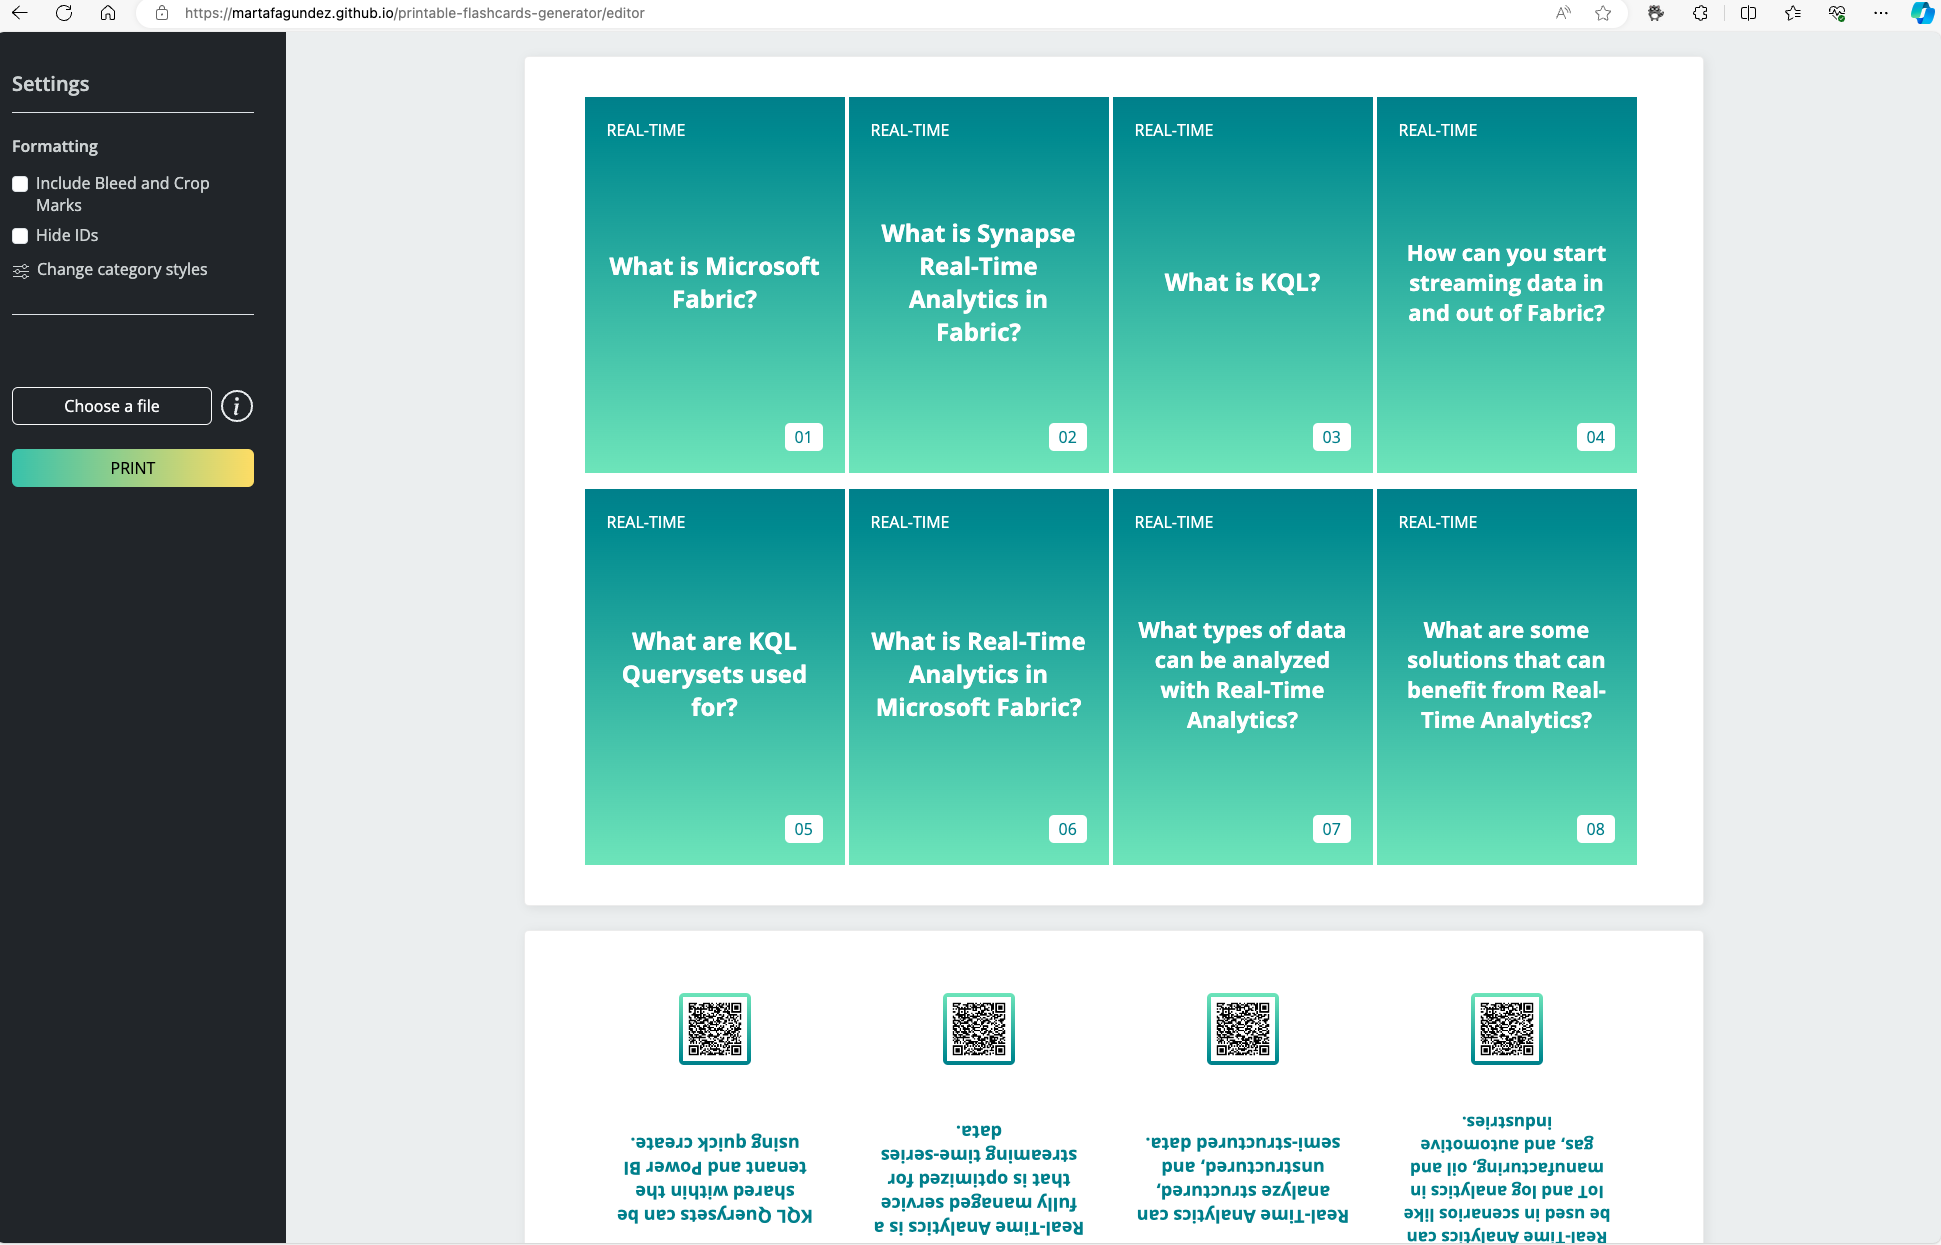 https://martafagundez.github.io/printable-flashcards-generator/editor
Settings
Formatting
Include Bleed and Crop
Marks
Hide IDs
Change category styles
Choose a file
i
PRINT
REAL-TIME
What is Microsoft
Fabric?
01
REAL-TIME
What is Synapse
Real-Time
Analytics in
Fabric?
02
REAL-TIME
What is KQL?
03
REAL-TIME
How can you start
streaming data in
and out of Fabric?
04
REAL-TIME
What are KQL
Querysets used
for?
05
REAL-TIME
What is Real-Time
Analytics in
Microsoft Fabric?
06
REAL-TIME
What types of data
can be analyzed
with Real-Time
Analytics?
07
REAL-TIME
What are some
solutions that can
benefit from Real-
Time Analytics?
08
KQL Querysets can be
shared within the
tenant and Power BI
using quick create.
Real-Time Analytics is a
fully managed service
that is optimized for
streaming time-series
data.
Real-Time Analytics can
analyze structured,
unstructured, and
semi-structured data.
Real-Time Analytics can
be used in scenarios like
IoT and log analytics in
manufacturing, oil and
gas, and automotive
industries.